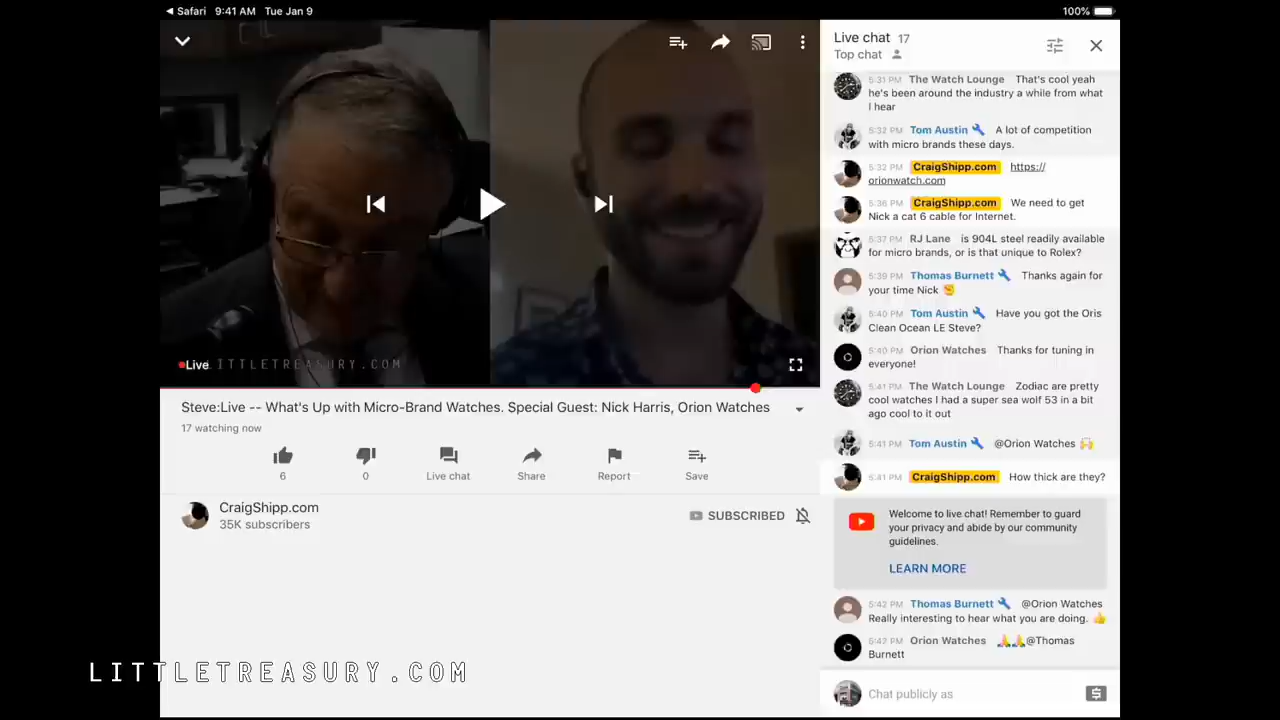 Safari 9:41 AM Tue Jan 9
100%
Live
LITTLETREASURY.COM
Steve:Live -- What's Up with Micro-Brand Watches. Special Guest: Nick Harris, Orion Watches
17 watching now
6
0
Live chat
Share
Report
Save
CraigShipp.com
35K subscribers
SUBSCRIBED
Live chat 17
Top chat
5:31 PM The Watch Lounge That's cool yeah
he's been around the industry a while from what
I hear
5:32 PM Tom Austin A lot of competition
with micro brands these days.
5:32 PM CraigShipp.com https://
orionwatch.com
5:36 PM CraigShipp.com We need to get
Nick a cat 6 cable for Internet.
5:37 PM RJ Lane is 904L steel readily available
for micro brands, or is that unique to Rolex?
5:39 PM Thomas Burnett Thanks again for
your time Nick ✊
5:40 PM Tom Austin Have you got the Oris
Clean Ocean LE Steve?
5:40 PM Orion Watches Thanks for tuning in
everyone!
5:41 PM The Watch Lounge Zodiac are pretty
cool watches I had a super sea wolf 53 in a bit
ago cool to it out
5:41 PM Tom Austin @Orion Watches 🙌
5:41 PM CraigShipp.com How thick are they?
Welcome to live chat! Remember to guard
your privacy and abide by our community
guidelines.
LEARN MORE
5:42 PM Thomas Burnett @Orion Watches
Really interesting to hear what you are doing. 👍
5:42 PM Orion Watches 🙏🙏@Thomas
Burnett
Chat publicly as
LITTLETREASURY.COM